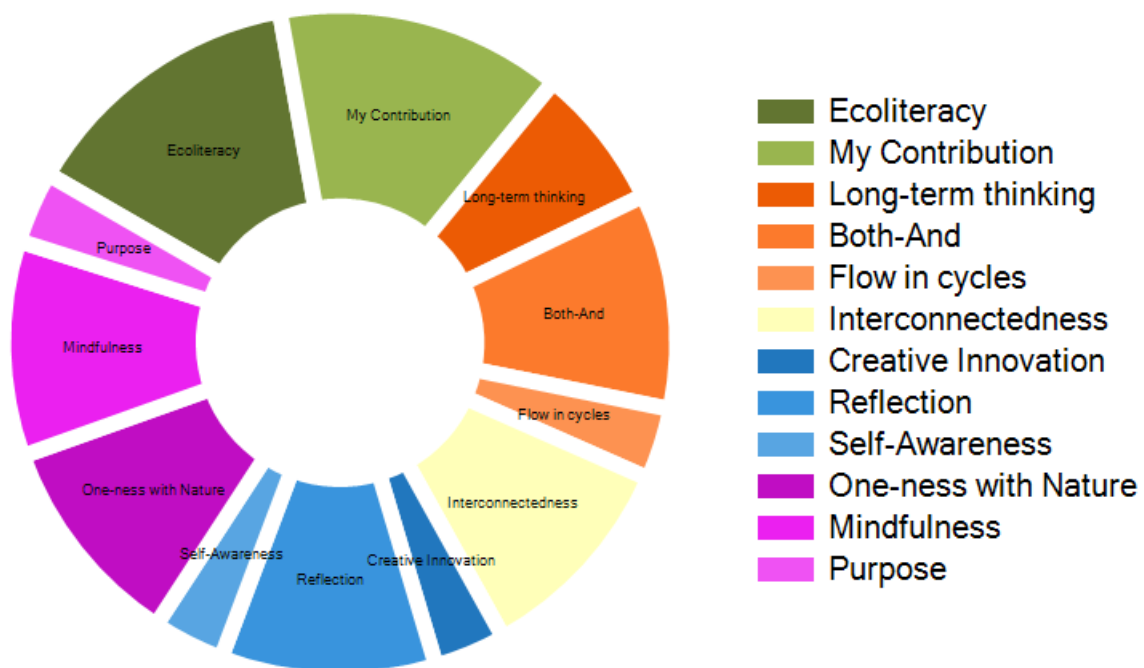 My Contribution
Ecoliteracy
Long-term thinking
Purpose
Both-And
Mindfulness
Flow in cycles
One-ness with Nature
Interconnectedness
Self-Awareness
Creative Innovation
Reflection
Ecoliteracy
My Contribution
Long-term thinking
Both-And
Flow in cycles
Interconnectedness
Creative Innovation
Reflection
Self-Awareness
One-ness with Nature
Mindfulness
Purpose